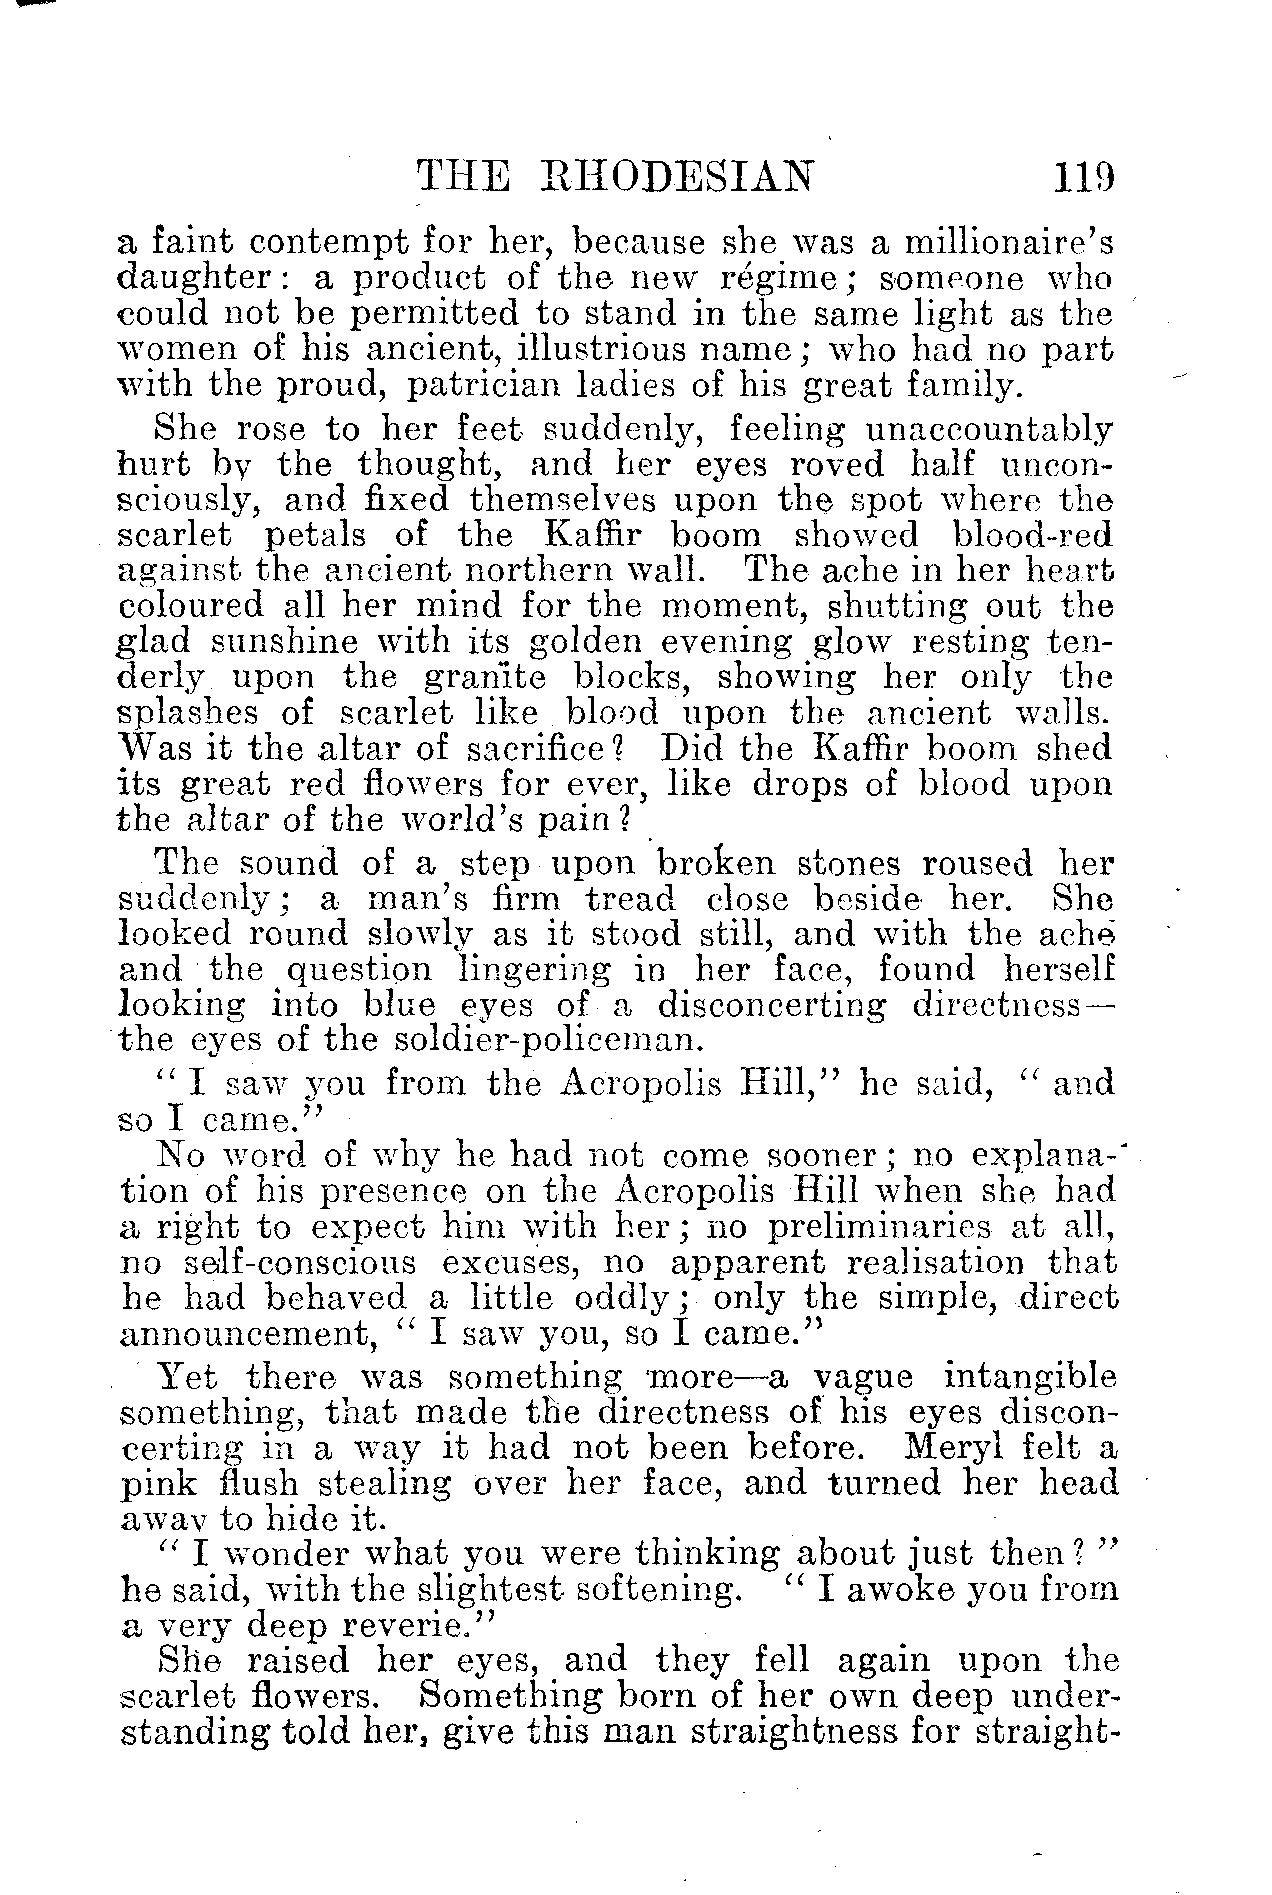 THE RHODESIAN 119
a faint contempt for her, because she was a millionaire's
daughter: a product of the new régime; someone who
could not be permitted to stand in the same light as the
women of his ancient, illustrious name; who had no part
with the proud, patrician ladies of his great family.
She rose to her feet suddenly, feeling unaccountably
hurt by the thought, and her eyes roved half uncon-
sciously, and fixed themselves upon the spot where the
scarlet petals of the Kaffir boom showed blood-red
against the ancient northern wall. The ache in her heart
coloured all her mind for the moment, shutting out the
glad sunshine with its golden evening glow resting ten-
derly upon the granite blocks, showing her only the
splashes of scarlet like blood upon the ancient walls.
Was it the altar of sacrifice? Did the Kaffir boom shed
its great red flowers for ever, like drops of blood upon
the altar of the world's pain?
The sound of a step upon broken stones roused her
suddenly; a man's firm tread close beside her. She
looked round slowly as it stood still, and with the ache
and the question lingering in her face, found herself
looking into blue eyes of a disconcerting directness—
the eyes of the soldier-policeman.
"I saw you from the Acropolis Hill," he said, "and
so I came."
No word of why he had not come sooner; no explana-
tion of his presence on the Acropolis Hill when she had
a right to expect him with her; no preliminaries at all,
no self-conscious excuses, no apparent realisation that
he had behaved a little oddly; only the simple, direct
announcement, "I saw you, so I came."
Yet there was something more—a vague intangible
something, that made the directness of his eyes discon-
certing in a way it had not been before. Meryl felt a
pink flush stealing over her face, and turned her head
away to hide it.
"I wonder what you were thinking about just then?"
he said, with the slightest softening. "I awoke you from
a very deep reverie."
She raised her eyes, and they fell again upon the
scarlet flowers. Something born of her own deep under-
standing told her, give this man straightness for straight-